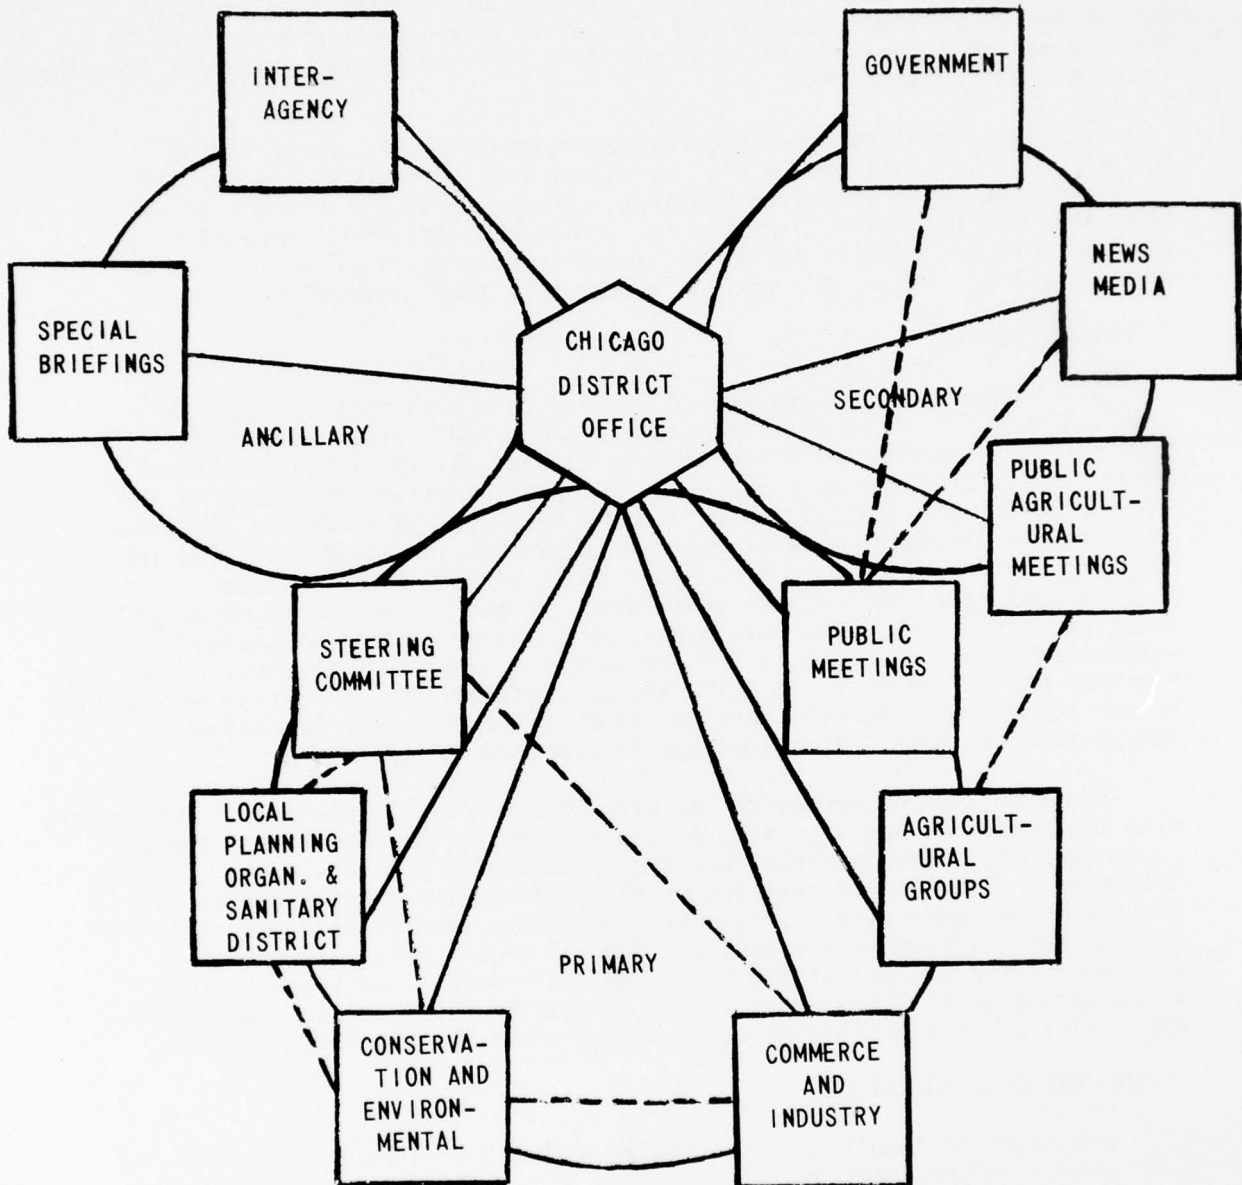 INTER-
AGENCY
GOVERNMENT
SPECIAL
BRIEFINGS
NEWS
MEDIA
CHICAGO
DISTRICT
OFFICE
ANCILLARY
SECONDARY
PUBLIC
AGRICULT-
URAL
MEETINGS
STEERING
COMMITTEE
PUBLIC
MEETINGS
LOCAL
PLANNING
ORGAN. &
SANITARY
DISTRICT
AGRICULT-
URAL
GROUPS
PRIMARY
CONSERVA-
TION AND
ENVIRON-
MENTAL
COMMERCE
AND
INDUSTRY